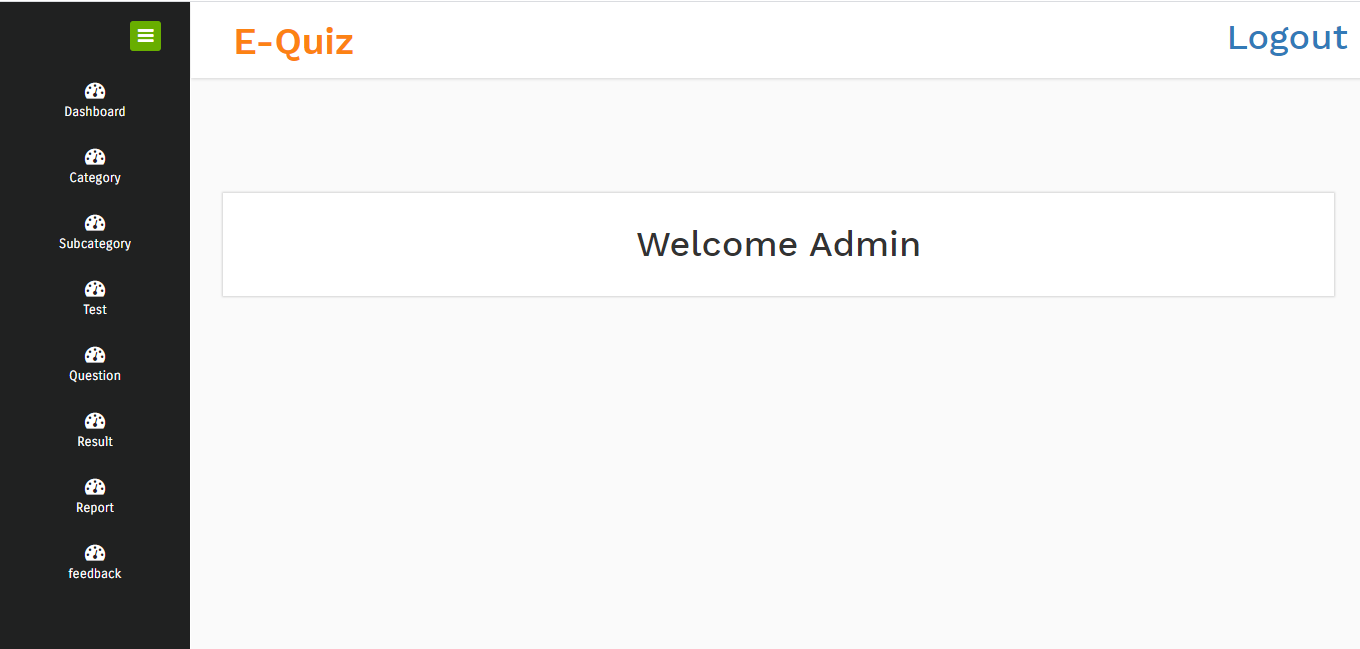 E-Quiz
Logout
Dashboard
Category
Subcategory
Test
Question
Result
Report
feedback
Welcome Admin